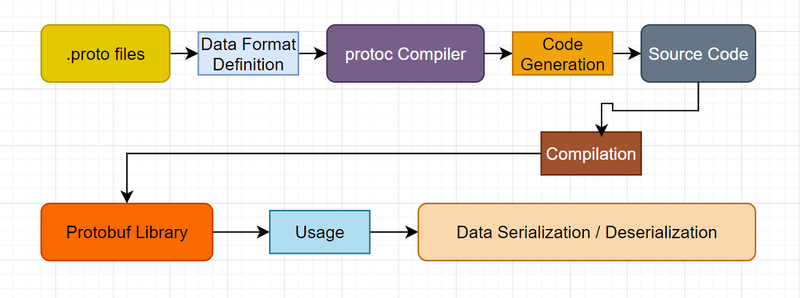 .proto files
Data Format
Definition
protoc Compiler
Code
Generation
Source Code
Compilation
Protobuf Library
Usage
Data Serialization / Deserialization